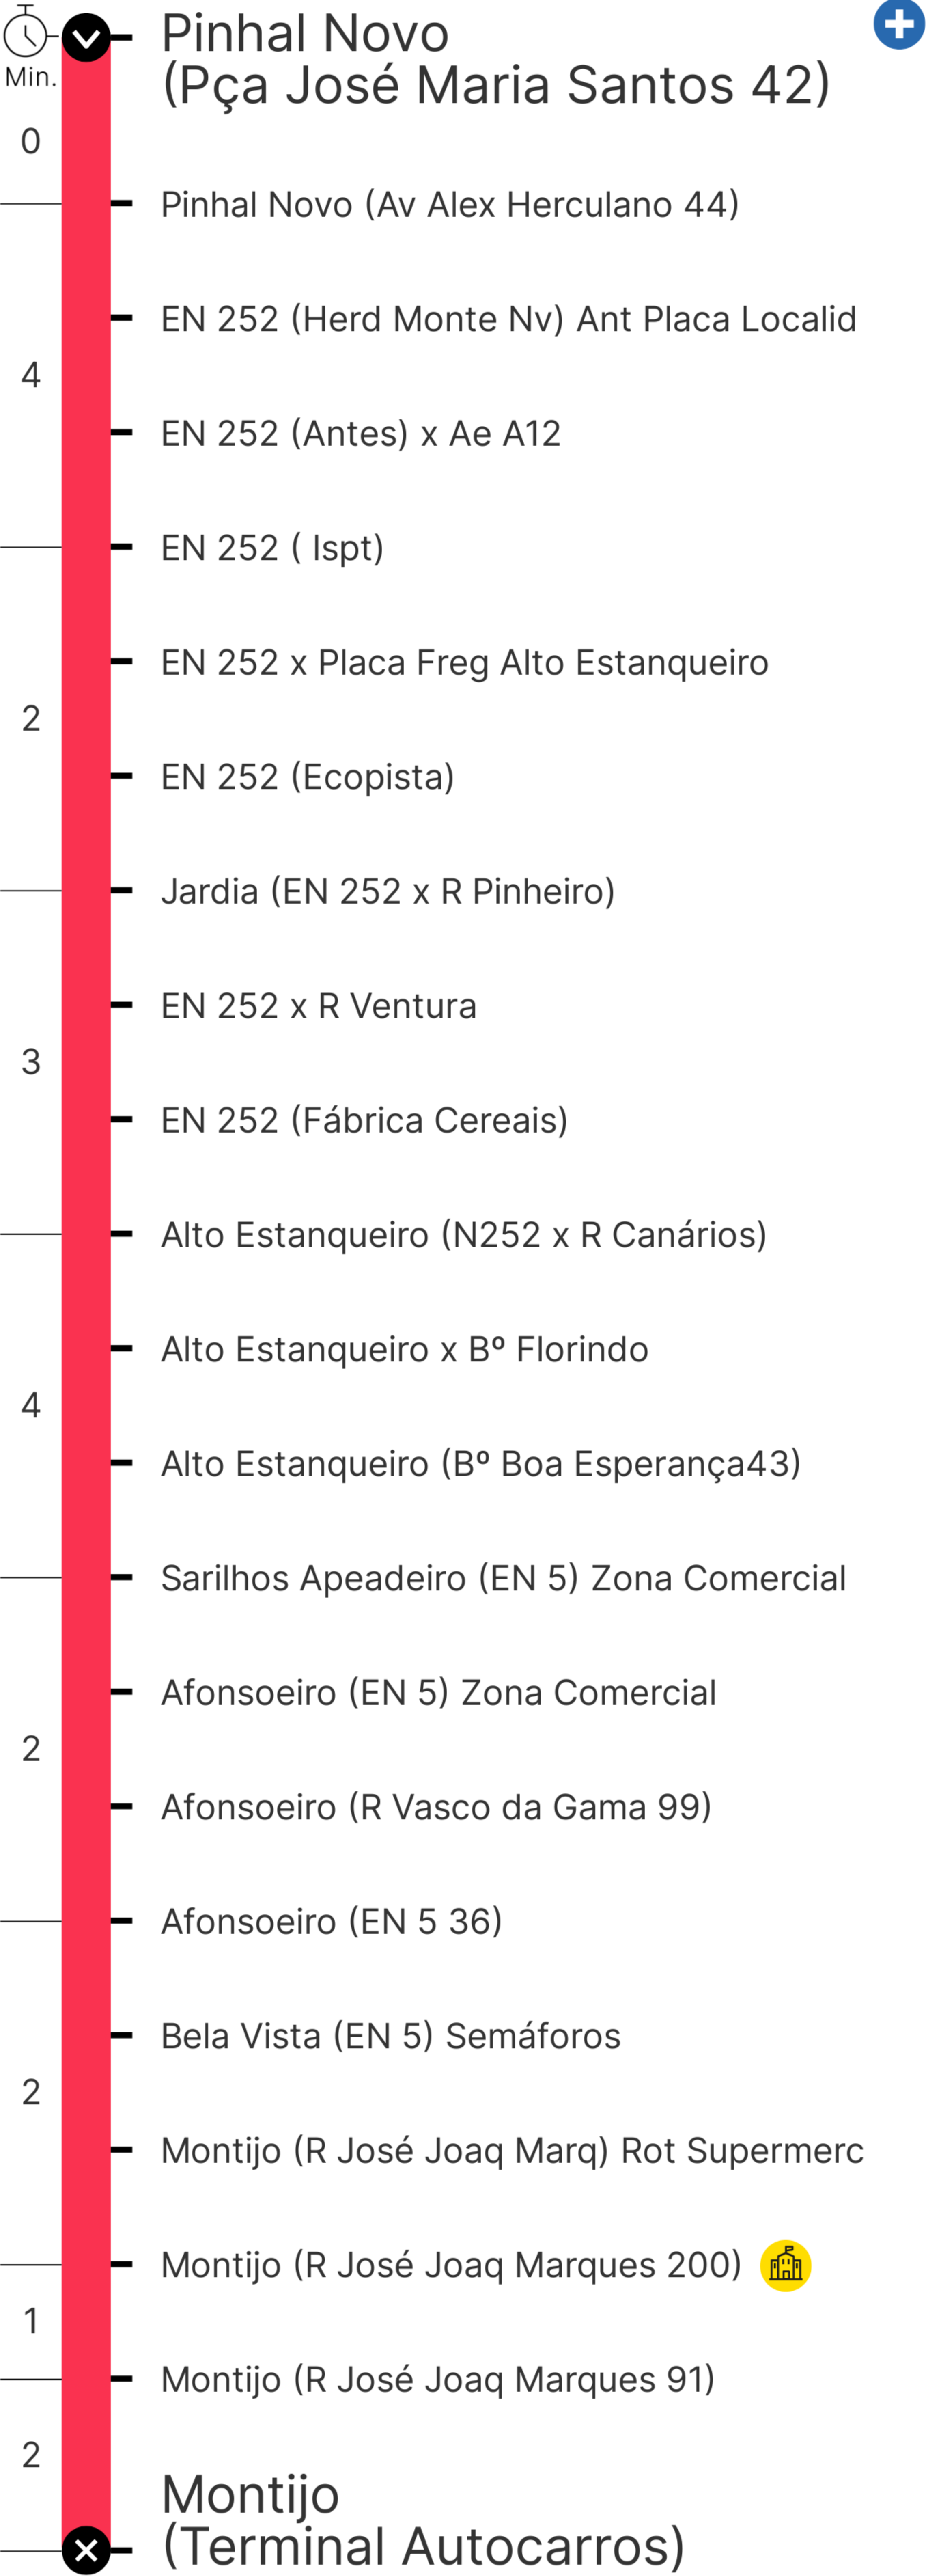 Pinhal Novo
(Pça José Maria Santos 42)
Min.
0
Pinhal Novo (Av Alex Herculano 44)
EN 252 (Herd Monte Nv) Ant Placa Localid
4
EN 252 (Antes) x Ae A12
EN 252 ( Ispt)
EN 252 x Placa Freg Alto Estanqueiro
2
EN 252 (Ecopista)
Jardia (EN 252 x R Pinheiro)
EN 252 x R Ventura
3
EN 252 (Fábrica Cereais)
Alto Estanqueiro (N252 x R Canários)
Alto Estanqueiro x Bº Florindo
4
Alto Estanqueiro (Bº Boa Esperança43)
Sarilhos Apeadeiro (EN 5) Zona Comercial
Afonsoeiro (EN 5) Zona Comercial
2
Afonsoeiro (R Vasco da Gama 99)
Afonsoeiro (EN 5 36)
Bela Vista (EN 5) Semáforos
2
Montijo (R José Joaq Marq) Rot Supermerc
Montijo (R José Joaq Marques 200)
1
Montijo (R José Joaq Marques 91)
2
Montijo
(Terminal Autocarros)